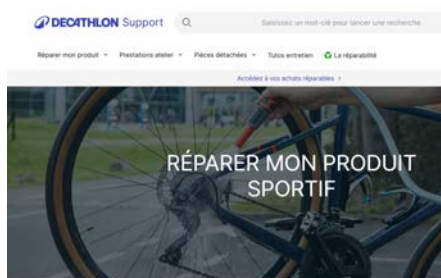 DECATHLON Support
Saisissez un mot-clé pour lancer une recherche
Réparer mon produit Prestations atelier Pièces détachées Tutos entretien La réparabilité
Accédez à vos achats réparables >
RÉPARER MON PRODUIT
SPORTIF